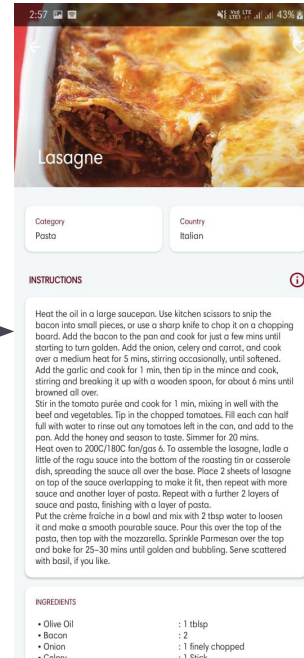 2:57
43%
Lasagne
Category
Pasta
Country
Italian
INSTRUCTIONS
Heat the oil in a large saucepan. Use kitchen scissors to snip the
bacon into small pieces, or use a sharp knife to chop it on a chopping
board. Add the bacon to the pan and cook for just a few mins until
starting to turn golden. Add the onion, celery and carrot, and cook
over a medium heat for 5 mins, stirring occasionally, until softened.
Add the garlic and cook for 1 min, then tip in the mince and cook,
stirring and breaking it up with a wooden spoon, for about 6 mins until
browned all over.
Stir in the tomato purée and cook for 1 min, mixing in well with the
beef and vegetables. Tip in the chopped tomatoes. Fill each can half
full with water to rinse out any tomatoes left in the can, and add to the
pan. Add the honey and season to taste. Simmer for 20 mins.
Heat oven to 200C/180C fan/gas 6. To assemble the lasagne, ladle a
little of the ragu sauce into the bottom of the roasting tin or casserole
dish, spreading the sauce all over the base. Place 2 sheets of lasagne
on top of the sauce overlapping to make it fit, then repeat with more
sauce and another layer of pasta. Repeat with a further 2 layers of
sauce and pasta, finishing with a layer of pasta.
Put the crème fraîche in a bowl and mix with 2 tbsp water to loosen
it and make a smooth pourable sauce. Pour this over the top of the
pasta, then top with the mozzarella. Sprinkle Parmesan over the top
and bake for 25–30 mins until golden and bubbling. Serve scattered
with basil, if you like.
INGREDIENTS
• Olive Oil : 1 tblsp
• Bacon : 2
• Onion : 1 finely chopped
• Celery : 1 Stick